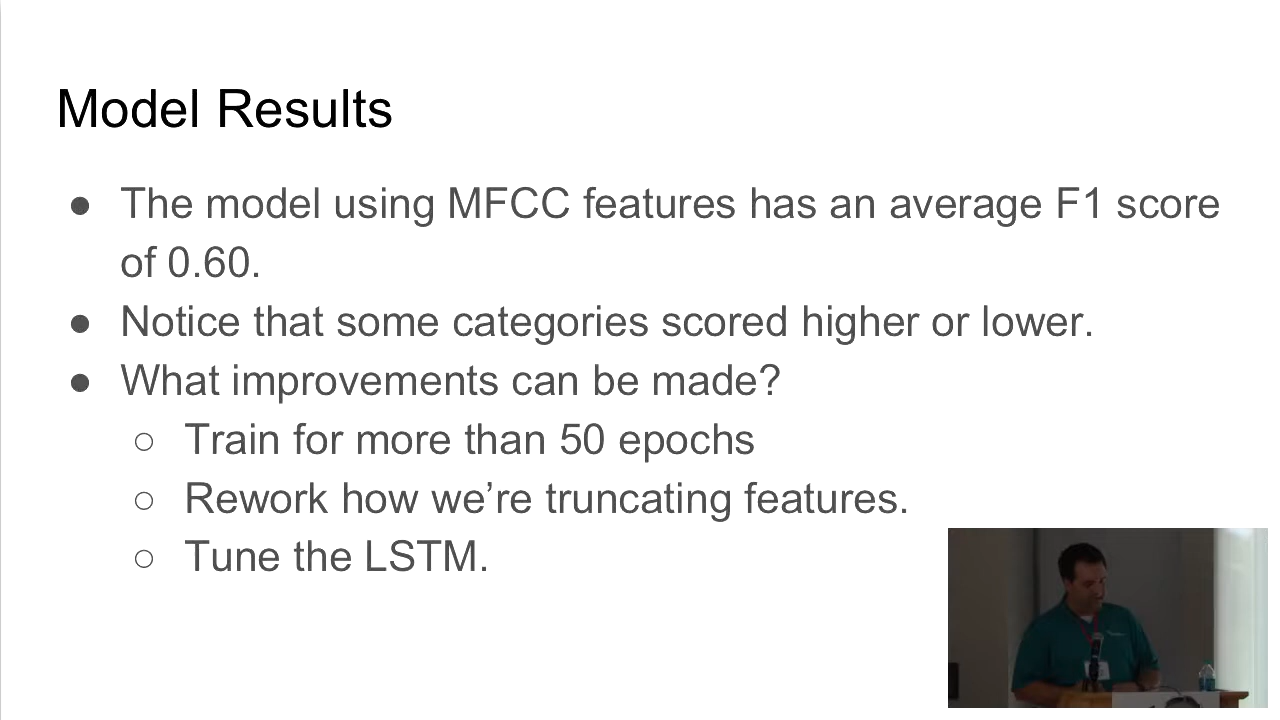 Model Results
● The model using MFCC features has an average F1 score
of 0.60.
● Notice that some categories scored higher or lower.
● What improvements can be made?
○ Train for more than 50 epochs
○ Rework how we’re truncating features.
○ Tune the LSTM.